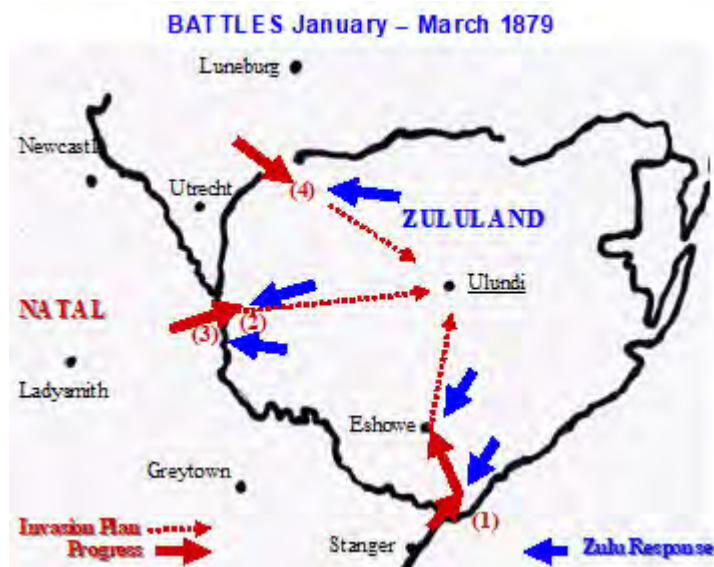 BATTLES January – March 1879
Luneburg
Newcastl
Utrecht
(4)
ZULULAND
Ulundi
NATAL
(3)
(2)
Ladysmith
Eshowe
Greytown
(1)
Invasion Plan
Progress
Stanger
Zulu Response